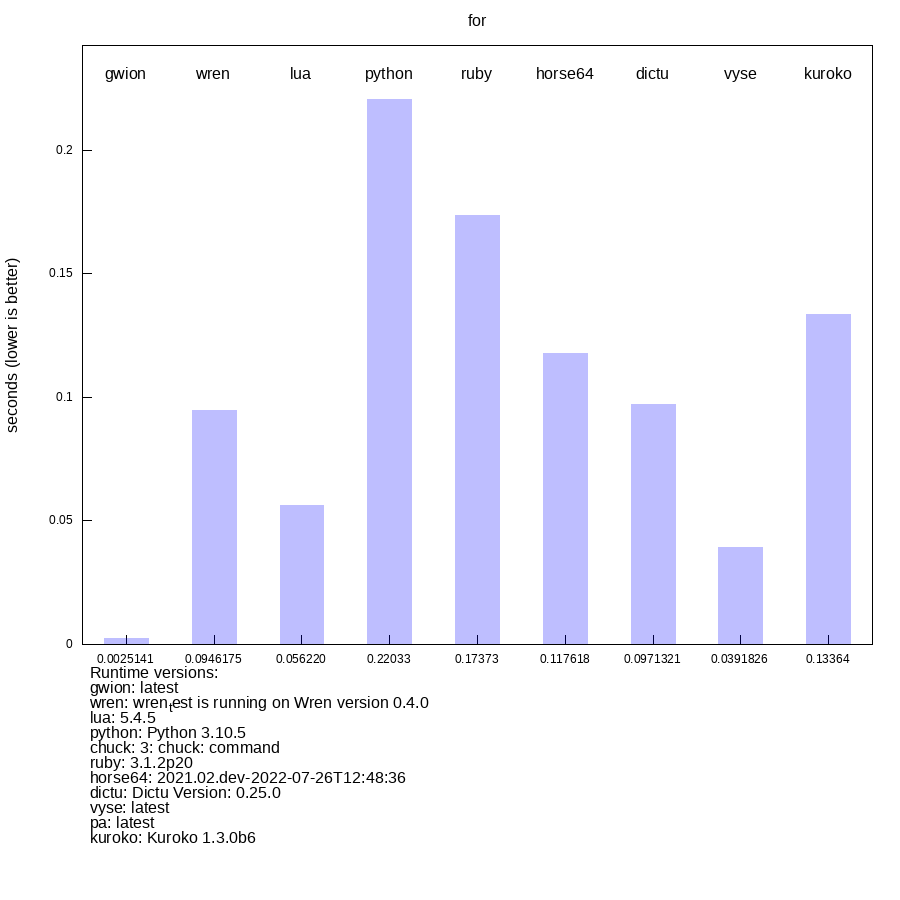 for
gwion wren lua python ruby horse64 dictu vyse kuroko
0.2
0.15
0.1
0.05
0
seconds (lower is better)
0.0025141 0.0946175 0.056220 0.22033 0.17373 0.117618 0.0971321 0.0391826 0.13364
Runtime versions:
gwion: latest
wren: wrentest is running on Wren version 0.4.0
lua: 5.4.5
python: Python 3.10.5
chuck: 3: chuck: command
ruby: 3.1.2p20
horse64: 2021.02.dev-2022-07-26T12:48:36
dictu: Dictu Version: 0.25.0
vyse: latest
pa: latest
kuroko: Kuroko 1.3.0b6